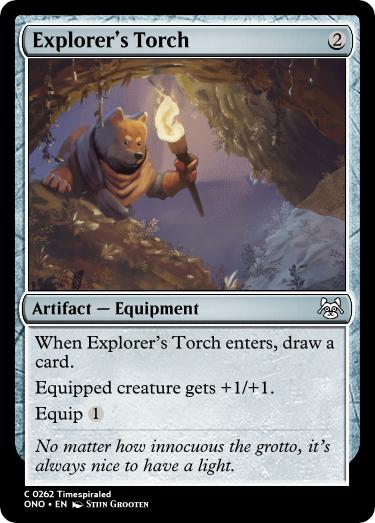 Explorer's Torch 2
Artifact — Equipment
When Explorer's Torch enters, draw a
card.
Equipped creature gets +1/+1.
Equip 1
No matter how innocuous the grotto, it's
always nice to have a light.
C 0262 Timespiraled
ONO • EN Stijn Grooten